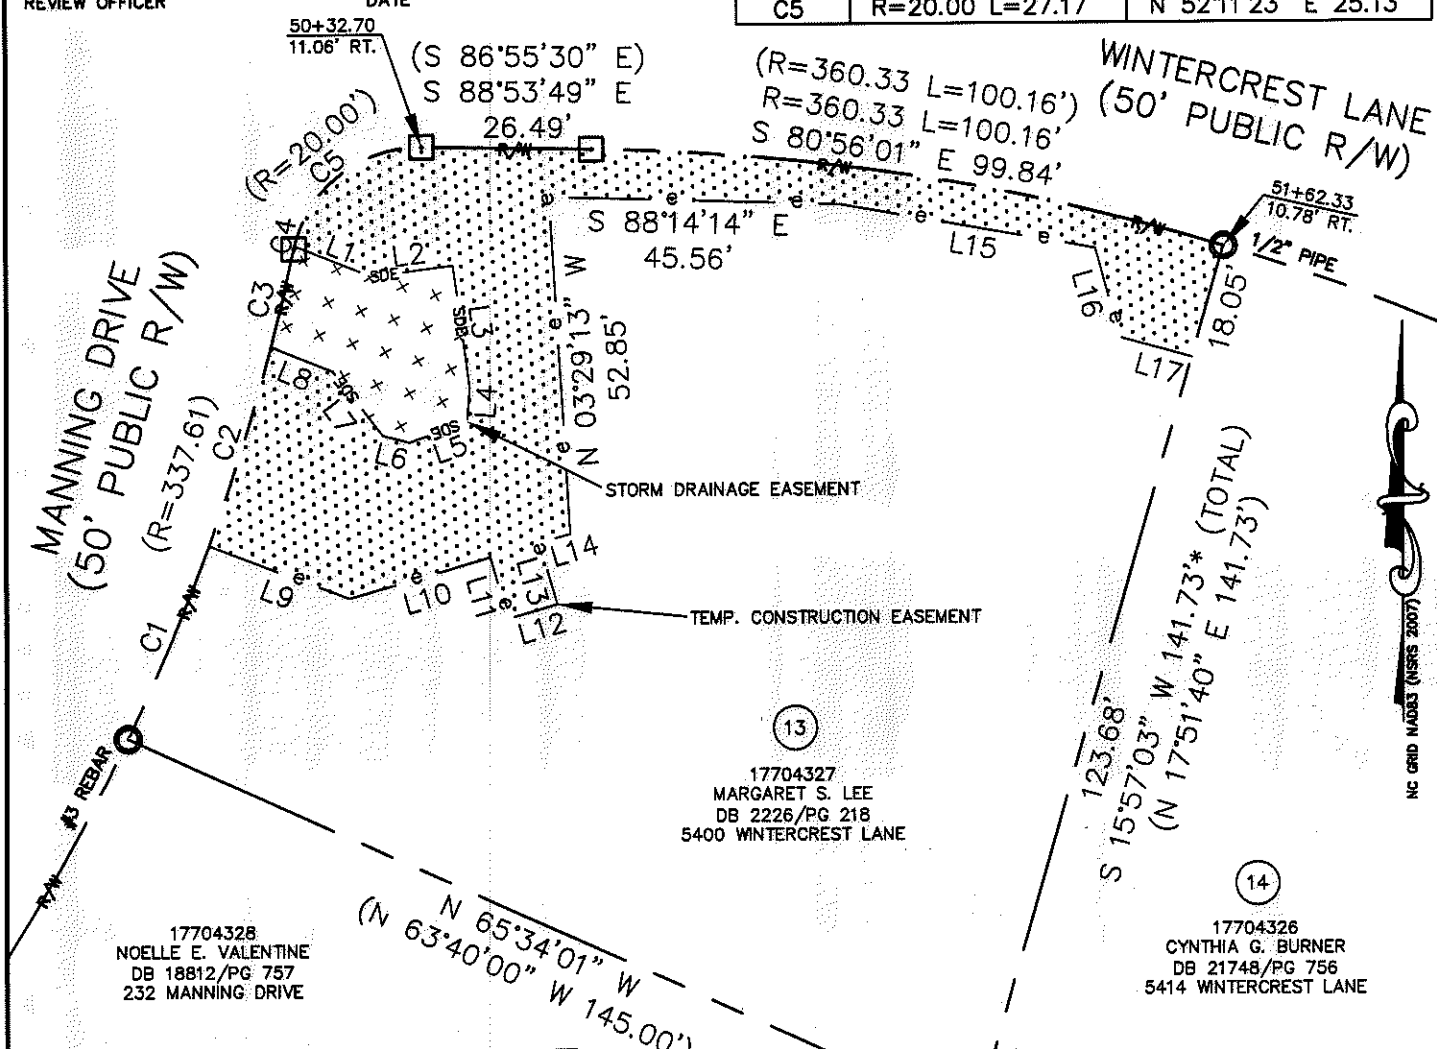 REVIEW OFFICER
DATE
C5 R=20.00 L=27.17 N 52°11'23" E 25.13'
50+32.70
11.06' RT.
(S 86°55'30" E)
S 88°53'49" E
26.49'
R/W
(R=360.33 L=100.16')
R=360.33 L=100.16'
S 80°56'01" E 99.84'
R/W
WINTERCREST LANE
(50' PUBLIC R/W)
51+62.33
10.78' RT.
1/2" PIPE
R/W
18.05'
(R=20.00')
C5
C4
L1
L2
SDE
e
e
e
e
e
S 88°14'14" E
45.56'
L15
L16
e
L17
MANNING DRIVE
(50' PUBLIC R/W)
C3
R/W
L3
SDE
L4
L8
SDE
L7
L6
L5
SDE
e
e
N 03°29'13" W
52.85'
C2
(R=337.61)
STORM DRAINAGE EASEMENT
L9
e
L10
e
L11
e
L12
L13
e
L14
TEMP. CONSTRUCTION EASEMENT
C1
R/W
#3 REBAR
R/W
13
17704327
MARGARET S. LEE
DB 2226/PG 218
5400 WINTERCREST LANE
123.68'
S 15°57'03" W 141.73'* (TOTAL)
(N 17°51'40" E 141.73')
NC GRID NAD83 (NSRS 2007)
14
17704326
CYNTHIA G. BURNER
DB 21748/PG 756
5414 WINTERCREST LANE
17704328
NOELLE E. VALENTINE
DB 18812/PG 757
232 MANNING DRIVE
N 65°34'01" W
(N 63°40'00" W 145.00')